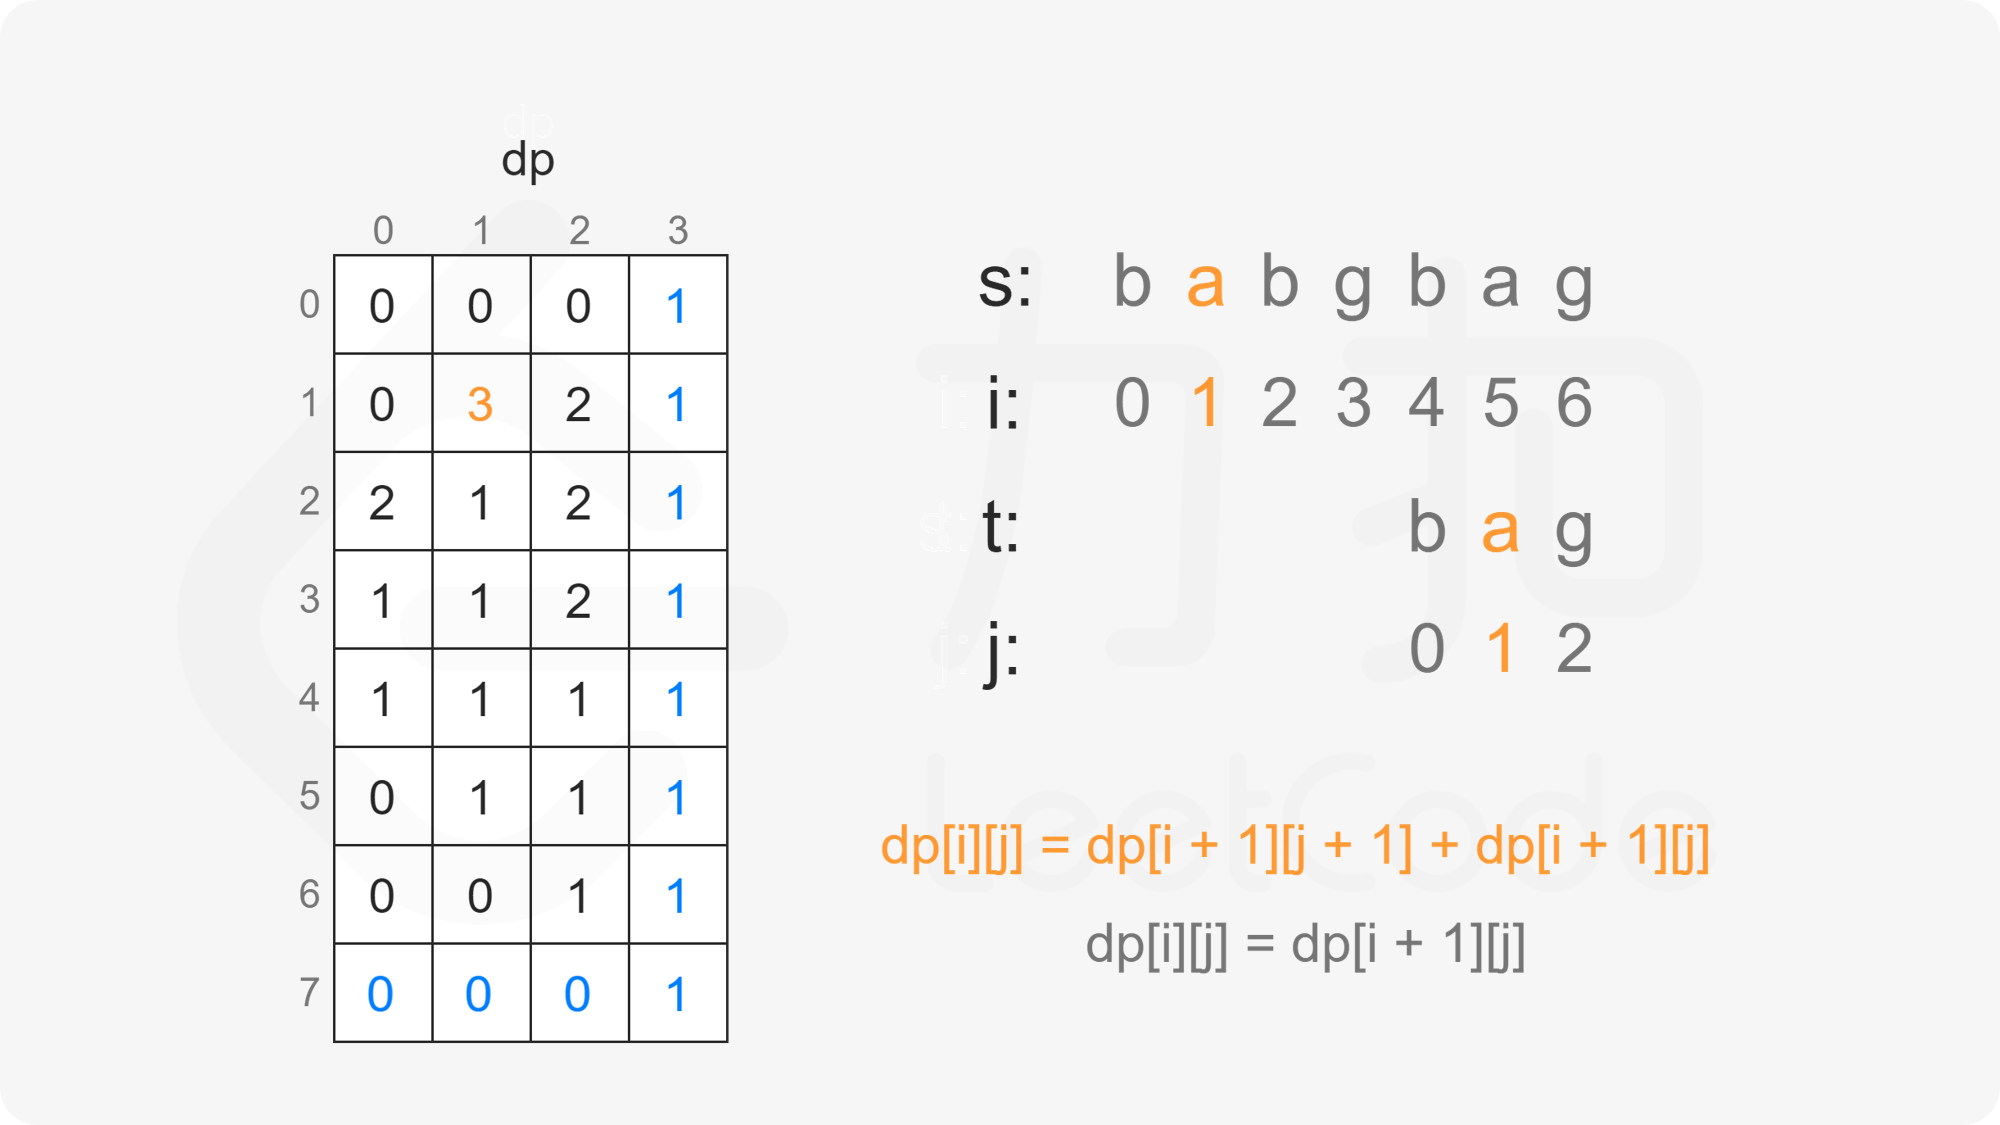 dp
0 1 2 3
0 0 0 0 1
1 0 3 2 1
2 2 1 2 1
3 1 1 2 1
4 1 1 1 1
5 0 1 1 1
6 0 0 1 1
7 0 0 0 1
s: b a b g b a g
i: 0 1 2 3 4 5 6
t: b a g
j: 0 1 2
dp[i][j] = dp[i + 1][j + 1] + dp[i + 1][j]
dp[i][j] = dp[i + 1][j]
力扣
LeetCode